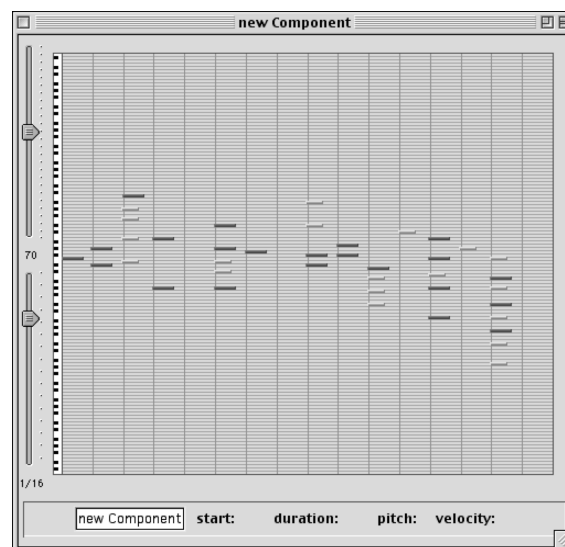 new Component
70
1/16
new Component start: duration: pitch: velocity: